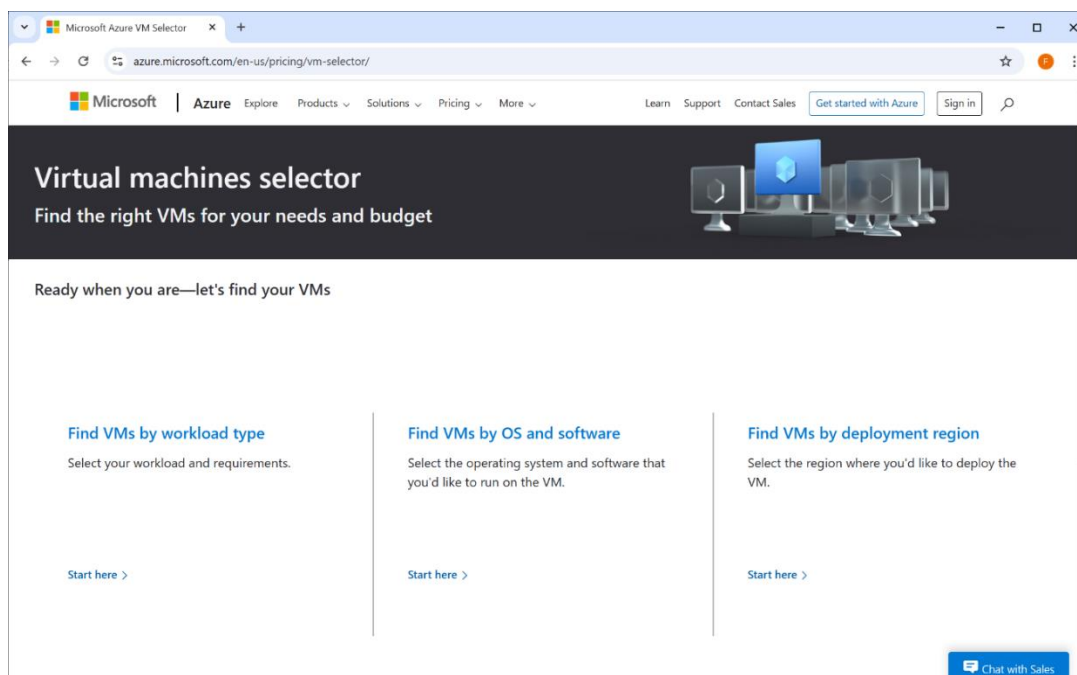 Microsoft Azure VM Selector
azure.microsoft.com/en-us/pricing/vm-selector/
F
Microsoft Azure Explore Products Solutions Pricing More Learn Support Contact Sales Get started with Azure Sign in
Virtual machines selector
Find the right VMs for your needs and budget
Ready when you are—let's find your VMs
Find VMs by workload type
Select your workload and requirements.
Start here
Find VMs by OS and software
Select the operating system and software that
you'd like to run on the VM.
Start here
Find VMs by deployment region
Select the region where you'd like to deploy the
VM.
Start here
Chat with Sales